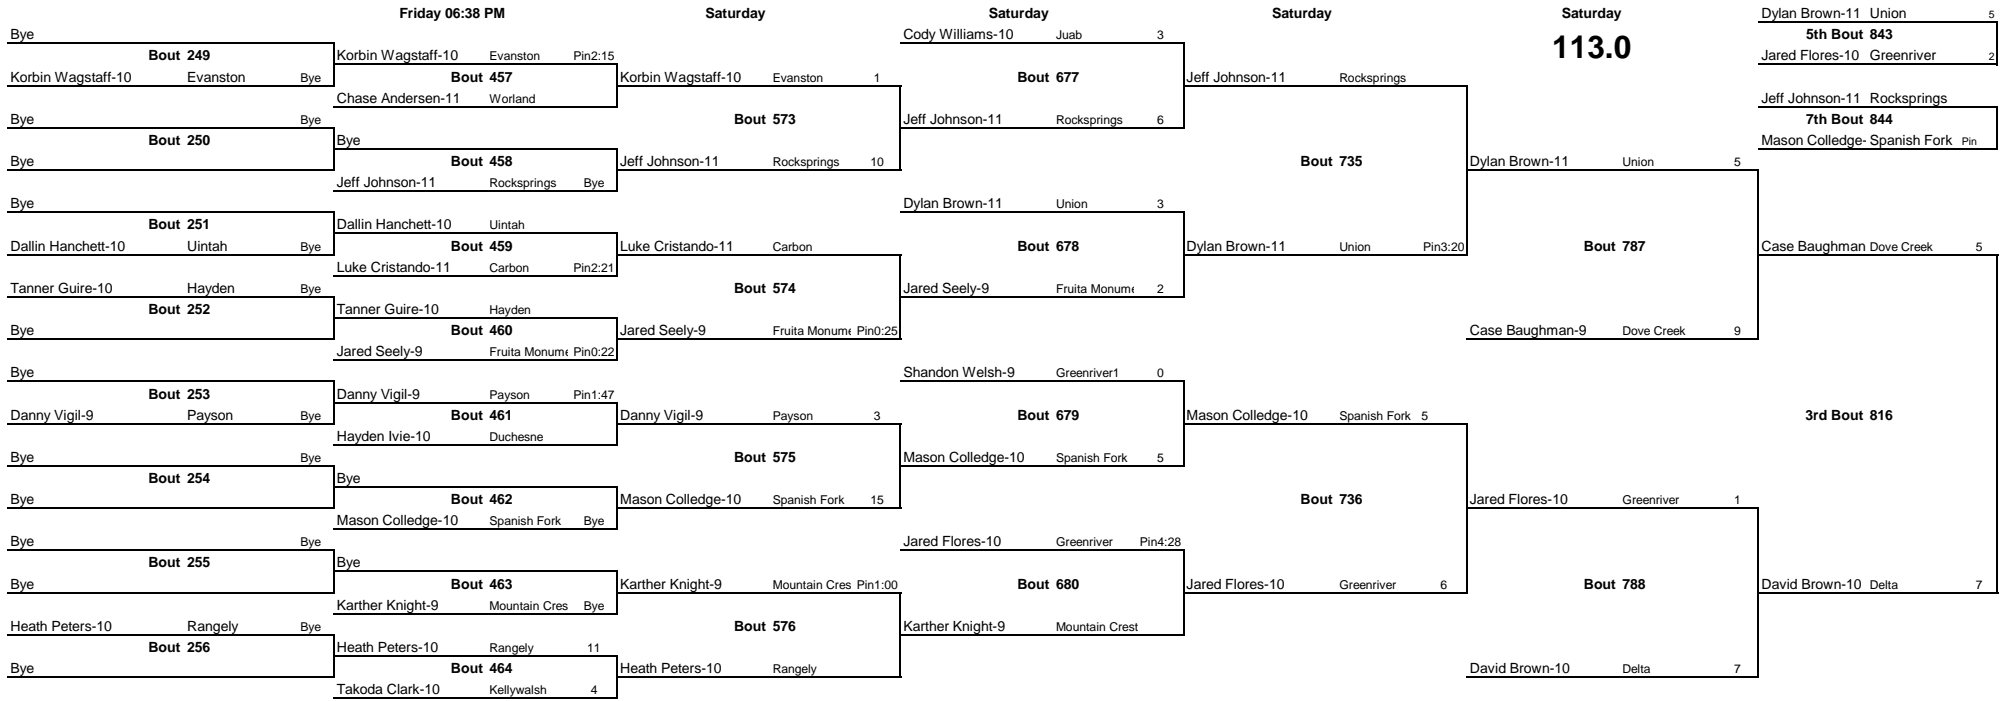 Friday 06:38 PM Saturday Saturday Saturday Saturday Dylan Brown-11 Union 5
Bye Cody Williams-10 Juab 3 5th Bout 843
Bout 249 Korbin Wagstaff-10 Evanston Pin2:15 113.0 Jared Flores-10 Greenriver 2
Korbin Wagstaff-10 Evanston Bye Bout 457 Korbin Wagstaff-10 Evanston 1 Bout 677 Jeff Johnson-11 Rocksprings
Chase Andersen-11 Worland Jeff Johnson-11 Rocksprings
Bye Bye Bout 573 Jeff Johnson-11 Rocksprings 6 7th Bout 844
Bout 250 Bye Mason Colledge- Spanish Fork Pin
Bye Bout 458 Jeff Johnson-11 Rocksprings 10 Bout 735 Dylan Brown-11 Union 5
Jeff Johnson-11 Rocksprings Bye
Bye Dylan Brown-11 Union 3
Bout 251 Dallin Hanchett-10 Uintah
Dallin Hanchett-10 Uintah Bye Bout 459 Luke Cristando-11 Carbon Bout 678 Dylan Brown-11 Union Pin3:20 Bout 787 Case Baughman Dove Creek 5
Luke Cristando-11 Carbon Pin2:21
Tanner Guire-10 Hayden Bye Bout 574 Jared Seely-9 Fruita Monume 2
Bout 252 Tanner Guire-10 Hayden
Bye Bout 460 Jared Seely-9 Fruita Monume Pin0:25 Case Baughman-9 Dove Creek 9
Jared Seely-9 Fruita Monume Pin0:22
Bye Shandon Welsh-9 Greenriver1 0
Bout 253 Danny Vigil-9 Payson Pin1:47
Danny Vigil-9 Payson Bye Bout 461 Danny Vigil-9 Payson 3 Bout 679 Mason Colledge-10 Spanish Fork 5 3rd Bout 816
Hayden Ivie-10 Duchesne
Bye Bye Bout 575 Mason Colledge-10 Spanish Fork 5
Bout 254 Bye
Bye Bout 462 Mason Colledge-10 Spanish Fork 15 Bout 736 Jared Flores-10 Greenriver 1
Mason Colledge-10 Spanish Fork Bye
Bye Bye Jared Flores-10 Greenriver Pin4:28
Bout 255 Bye
Bye Bout 463 Karther Knight-9 Mountain Cres Pin1:00 Bout 680 Jared Flores-10 Greenriver 6 Bout 788 David Brown-10 Delta 7
Karther Knight-9 Mountain Cres Bye
Heath Peters-10 Rangely Bye Bout 576 Karther Knight-9 Mountain Crest
Bout 256 Heath Peters-10 Rangely 11
Bye Bout 464 Heath Peters-10 Rangely David Brown-10 Delta 7
Takoda Clark-10 Kellywalsh 4